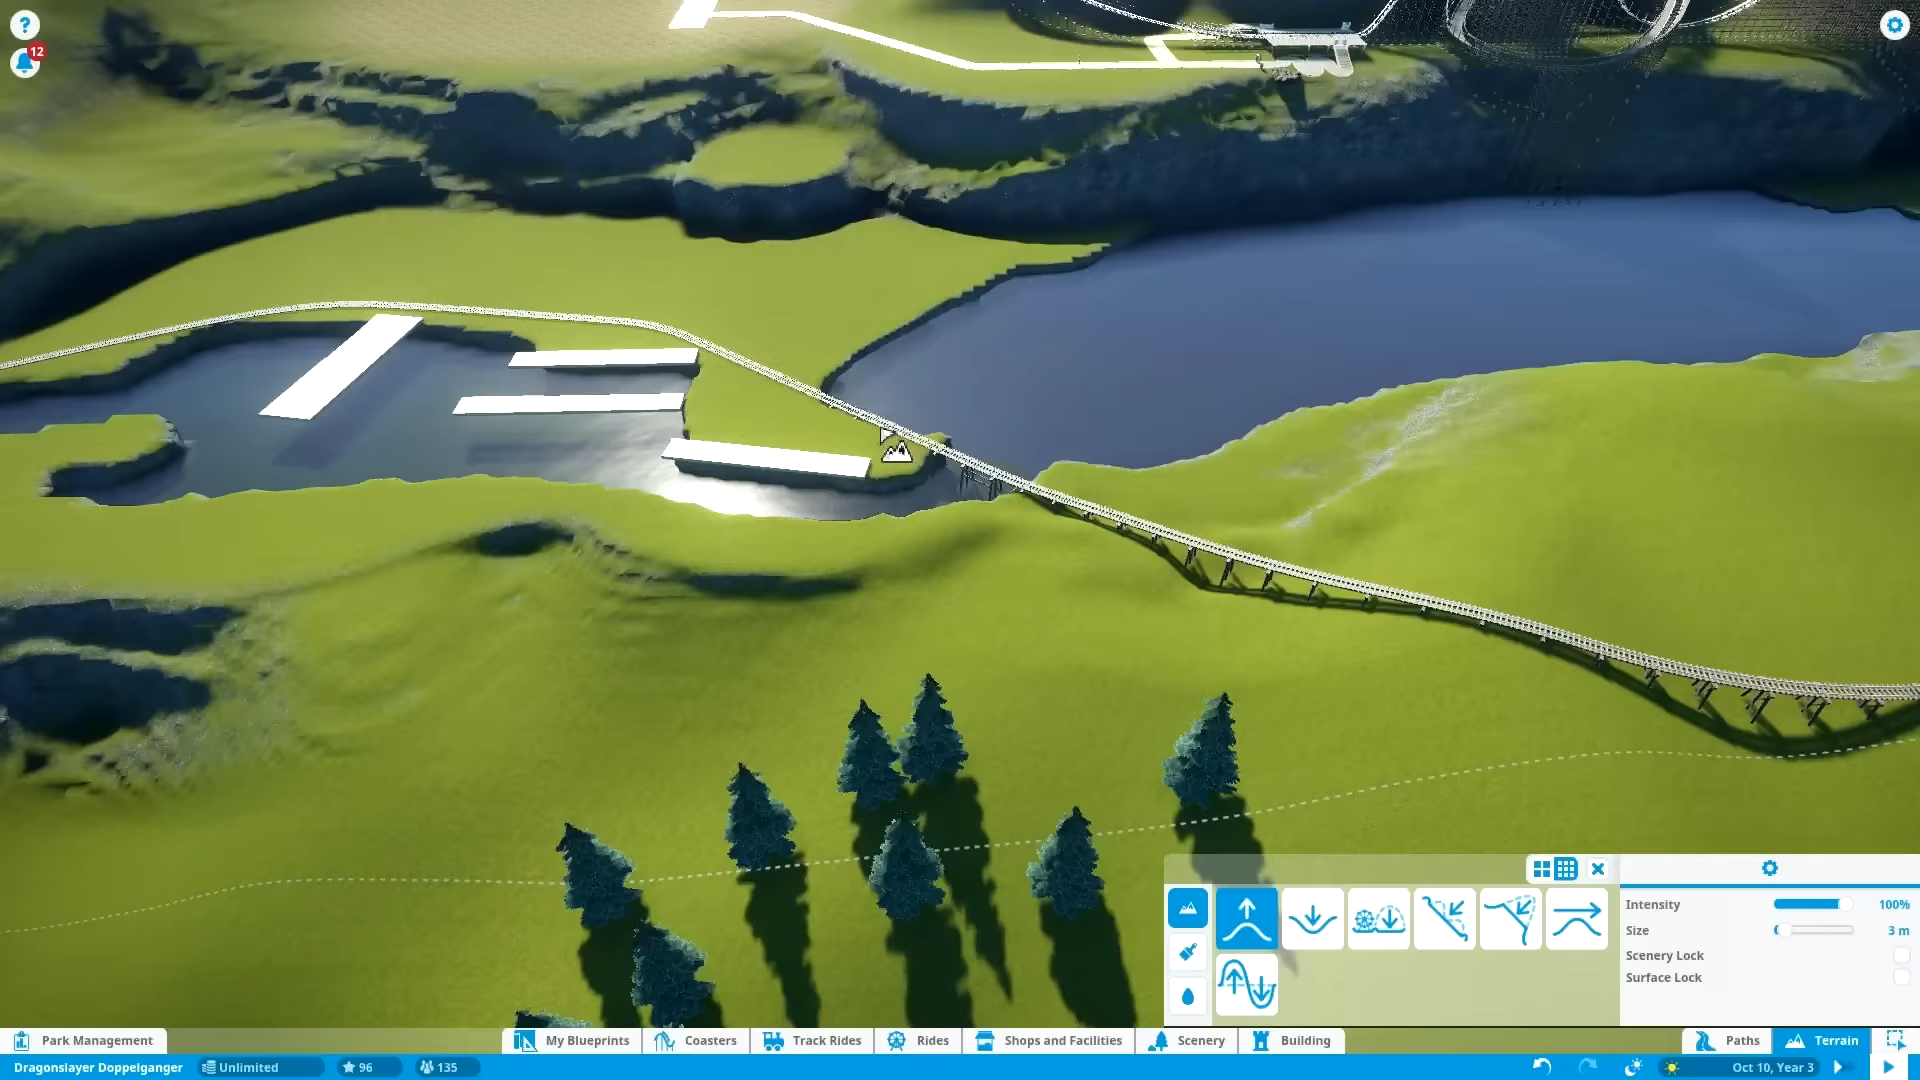 ?
12
Intensity 100%
Size 3 m
Scenery Lock
Surface Lock
Park Management
My Blueprints
Coasters
Track Rides
Rides
Shops and Facilities
Scenery
Building
Paths
Terrain
Dragonslayer Doppelganger
Unlimited
96
135
Oct 10, Year 3